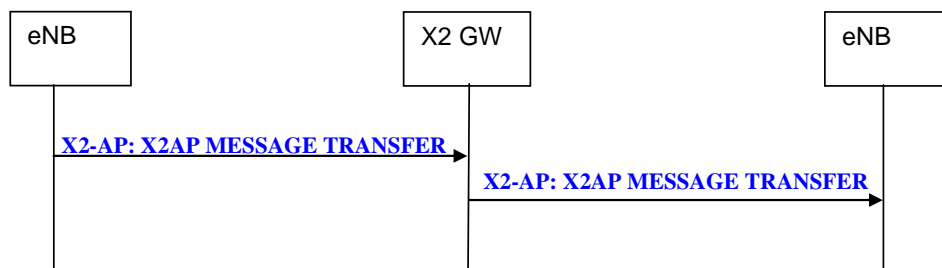 eNB
X2 GW
eNB
X2-AP: X2AP MESSAGE TRANSFER
X2-AP: X2AP MESSAGE TRANSFER